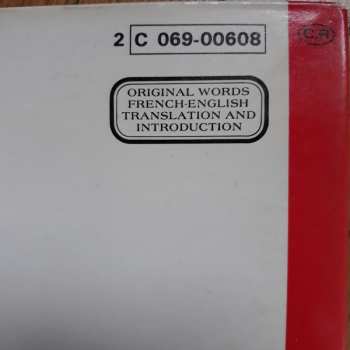 2 C 069-00608
C.R
ORIGINAL WORDS
FRENCH-ENGLISH
TRANSLATION AND
INTRODUCTION